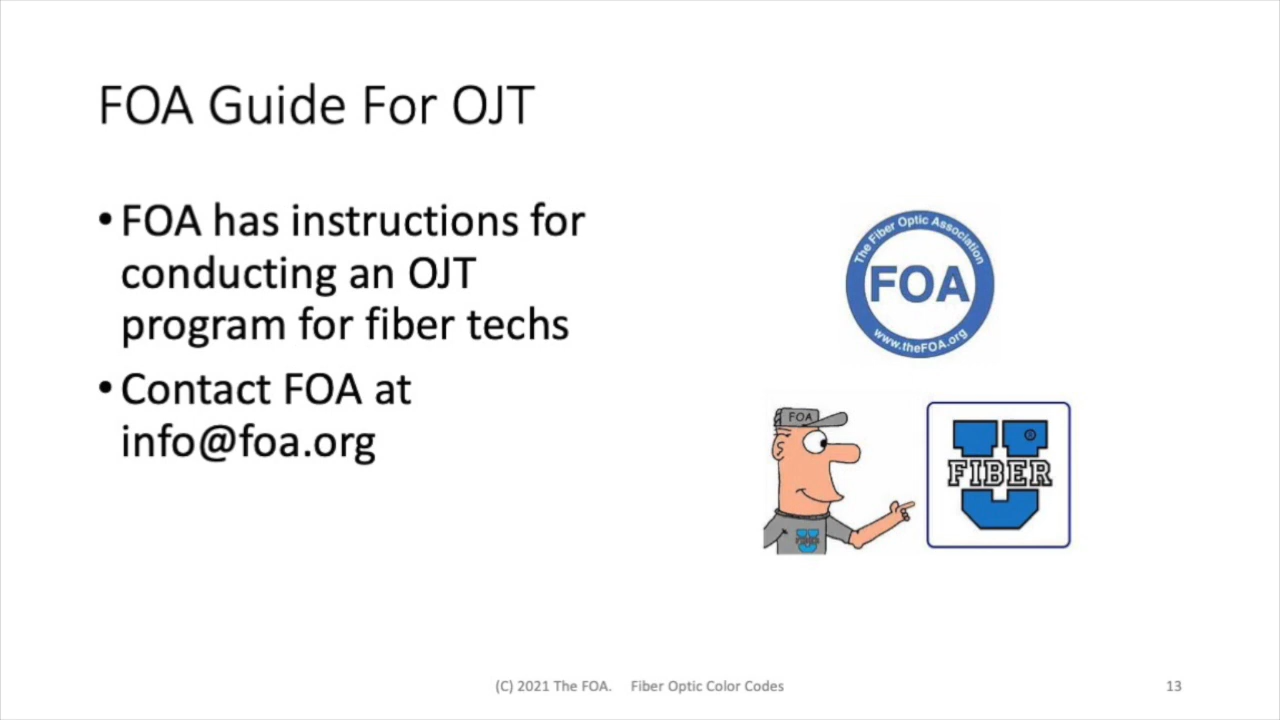 FOA Guide For OJT
• FOA has instructions for
conducting an OJT
program for fiber techs
• Contact FOA at
info@foa.org
The Fiber Optic Association
FOA
www.theFOA.org
FOA
FIBER
U®
FIBER
(C) 2021 The FOA. Fiber Optic Color Codes
13